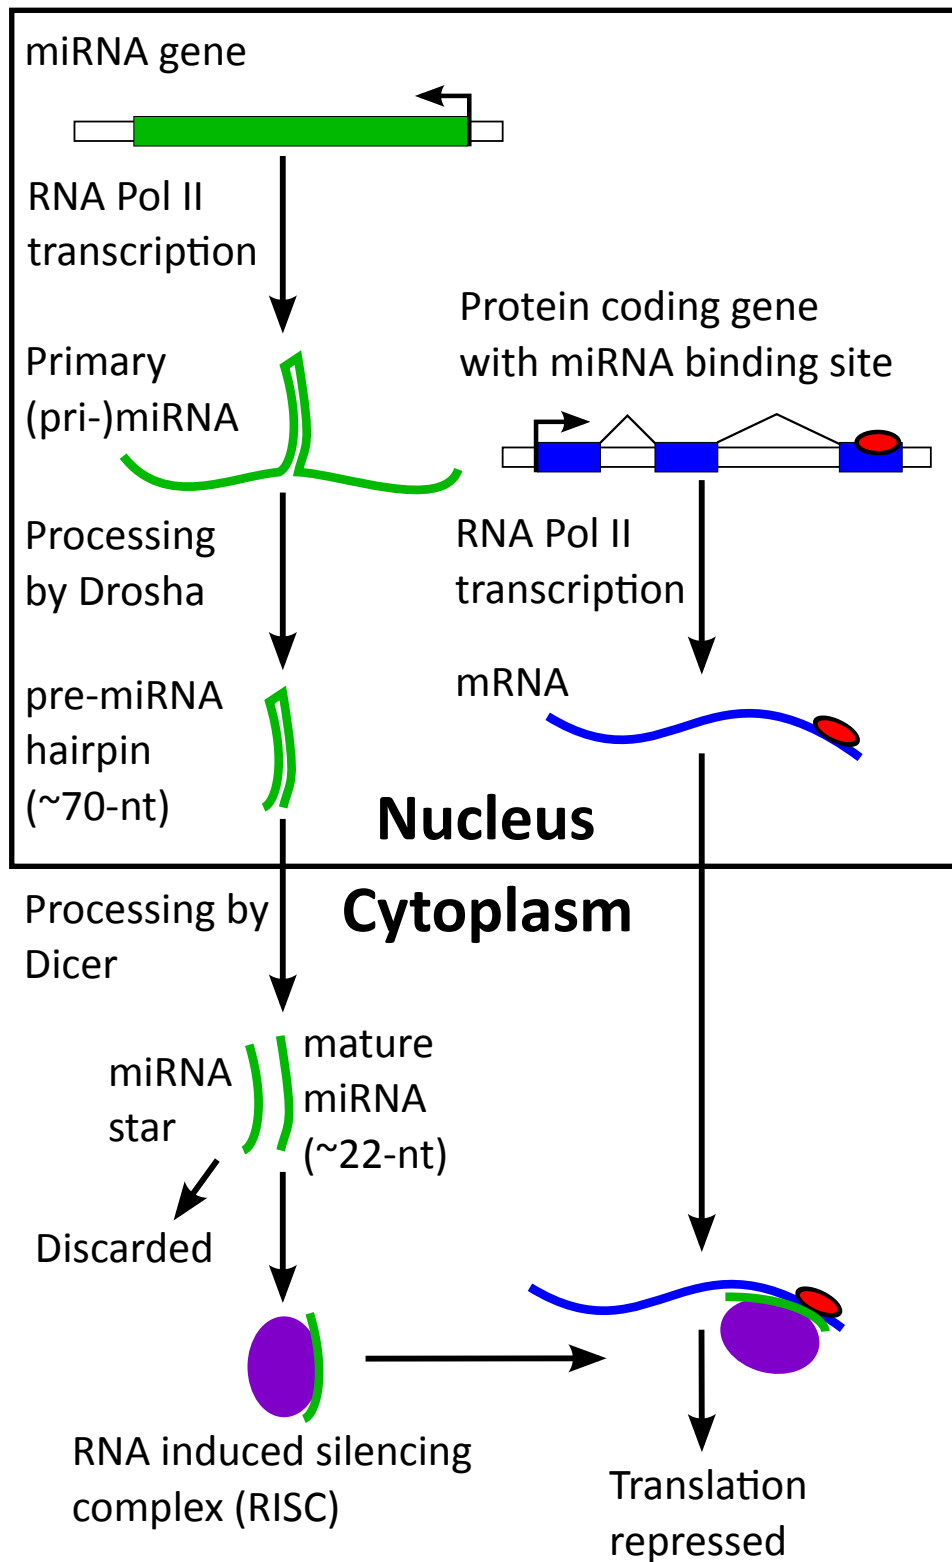 miRNA gene
RNA Pol II
transcription
Primary
(pri-)miRNA
Protein coding gene
with miRNA binding site
Processing
by Drosha
RNA Pol II
transcription
pre-miRNA
hairpin
(~70-nt)
mRNA
Nucleus
Cytoplasm
Processing by
Dicer
miRNA
star
mature
miRNA
(~22-nt)
Discarded
RNA induced silencing
complex (RISC)
Translation
repressed